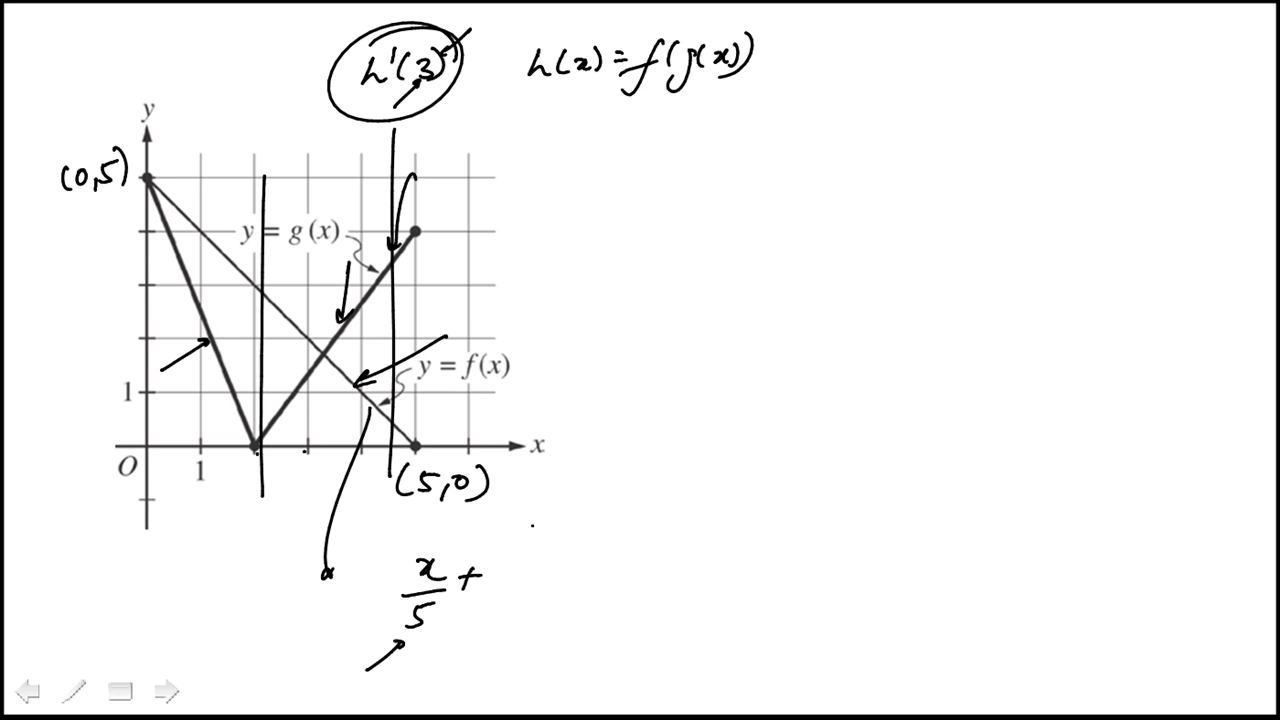 h'(3) h(x) = f(g(x))
y
(0,5)
y = g(x)
y = f(x)
1
O 1 x
(5,0)
x/5 +